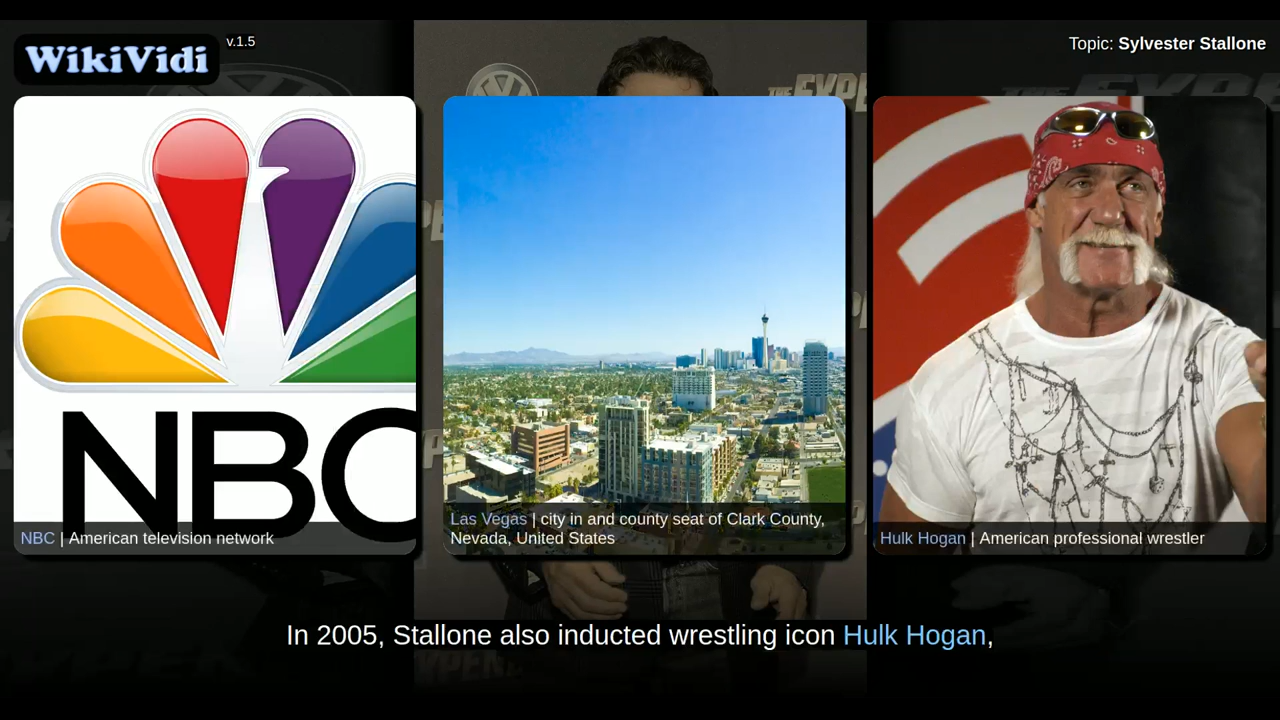 WikiVidi
v.1.5
Topic: Sylvester Stallone
NBC
NBC | American television network
Las Vegas | city in and county seat of Clark County,
Nevada, United States
Hulk Hogan | American professional wrestler
In 2005, Stallone also inducted wrestling icon Hulk Hogan,